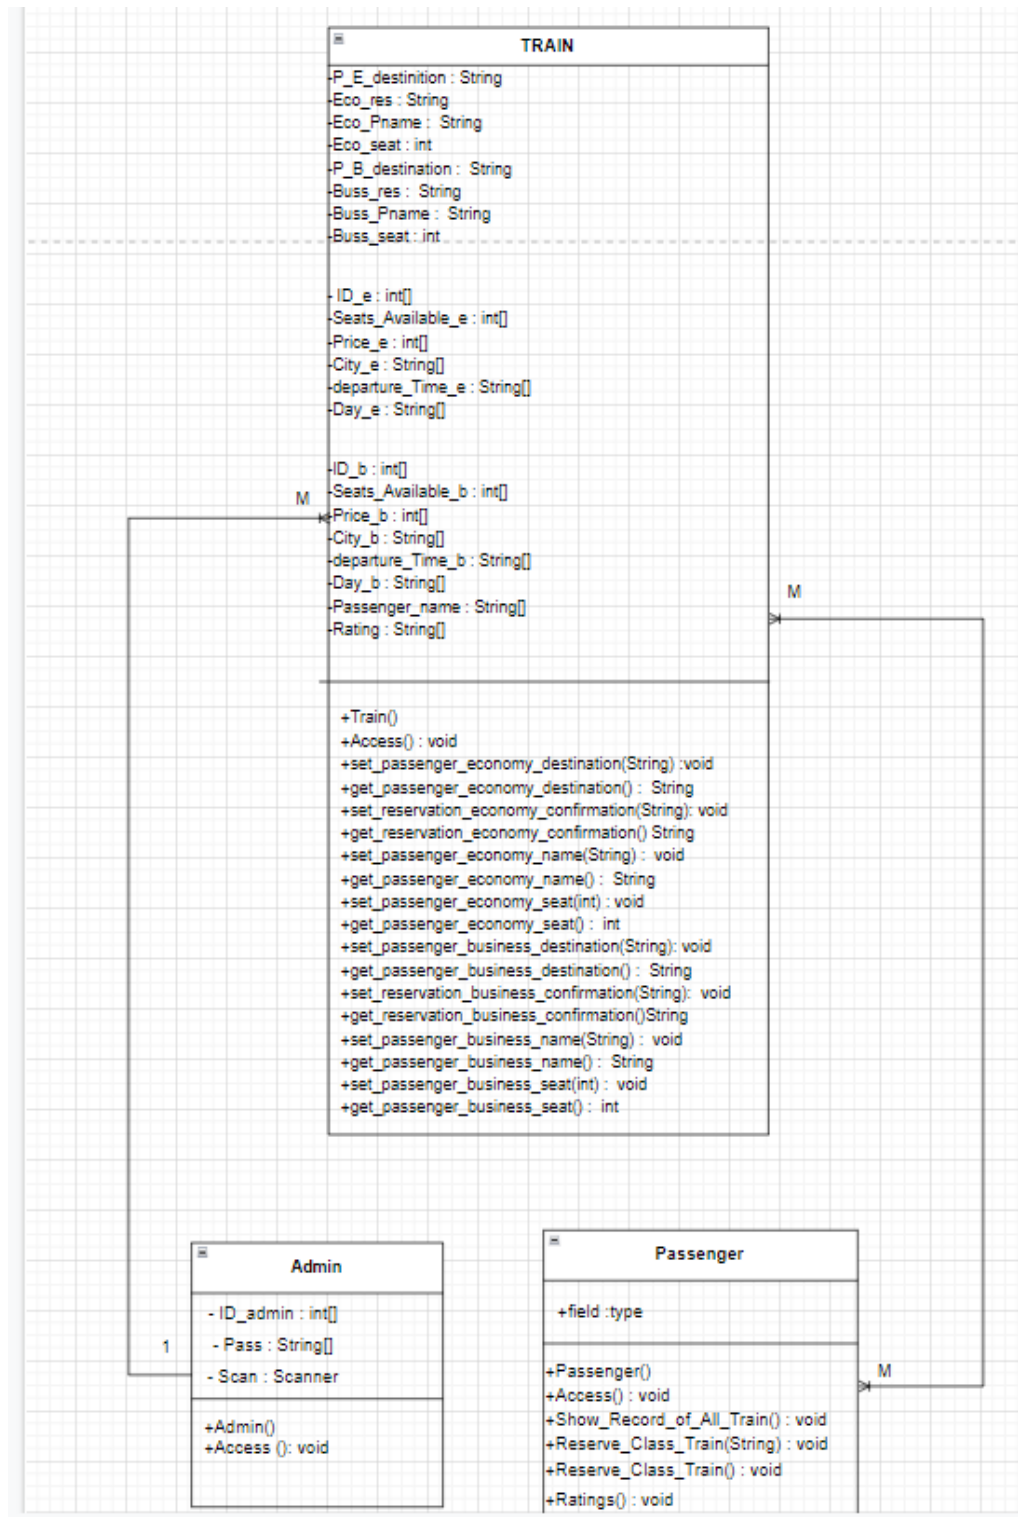 TRAIN
-P_E_destinition : String
-Eco_res : String
-Eco_Pname :  String
-Eco_seat : int
-P_B_destination :  String
-Buss_res :  String
-Buss_Pname :  String
-Buss_seat : int
- ID_e : int[]
-Seats_Available_e : int[]
-Price_e : int[]
-City_e : String[]
-departure_Time_e : String[]
-Day_e : String[]
-ID_b : int[]
-Seats_Available_b : int[]
M
-Price_b : int[]
-City_b : String[]
-departure_Time_b : String[]
-Day_b : String[]
M
-Passenger_name : String[]
-Rating : String[]
+Train()
+Access() : void
+set_passenger_economy_destination(String) :void
+get_passenger_economy_destination() :  String
+set_reservation_economy_confirmation(String): void
+get_reservation_economy_confirmation() String
+set_passenger_economy_name(String) :  void
+get_passenger_economy_name() :  String
+set_passenger_economy_seat(int) : void
+get_passenger_economy_seat() :  int
+set_passenger_business_destination(String): void
+get_passenger_business_destination() :  String
+set_reservation_business_confirmation(String):  void
+get_reservation_business_confirmation()String
+set_passenger_business_name(String) :  void
+get_passenger_business_name() :  String
+set_passenger_business_seat(int) :  void
+get_passenger_business_seat() :  int
Admin
- ID_admin : int[]
- Pass : String[]
1
- Scan : Scanner
+Admin()
+Access (): void
Passenger
+field :type
M
+Passenger()
+Access() : void
+Show_Record_of_All_Train() : void
+Reserve_Class_Train(String) : void
+Reserve_Class_Train() : void
+Ratings() : void